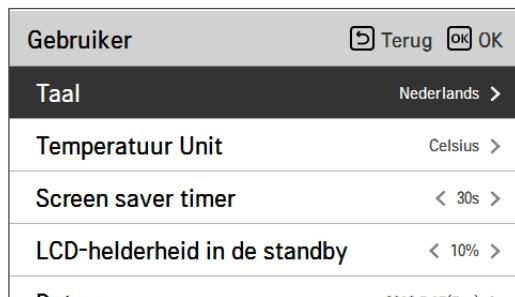 Gebruiker Terug OK OK
Taal Nederlands >
Temperatuur Unit Celsius >
Screen saver timer < 30s >
LCD-helderheid in de standby < 10% >